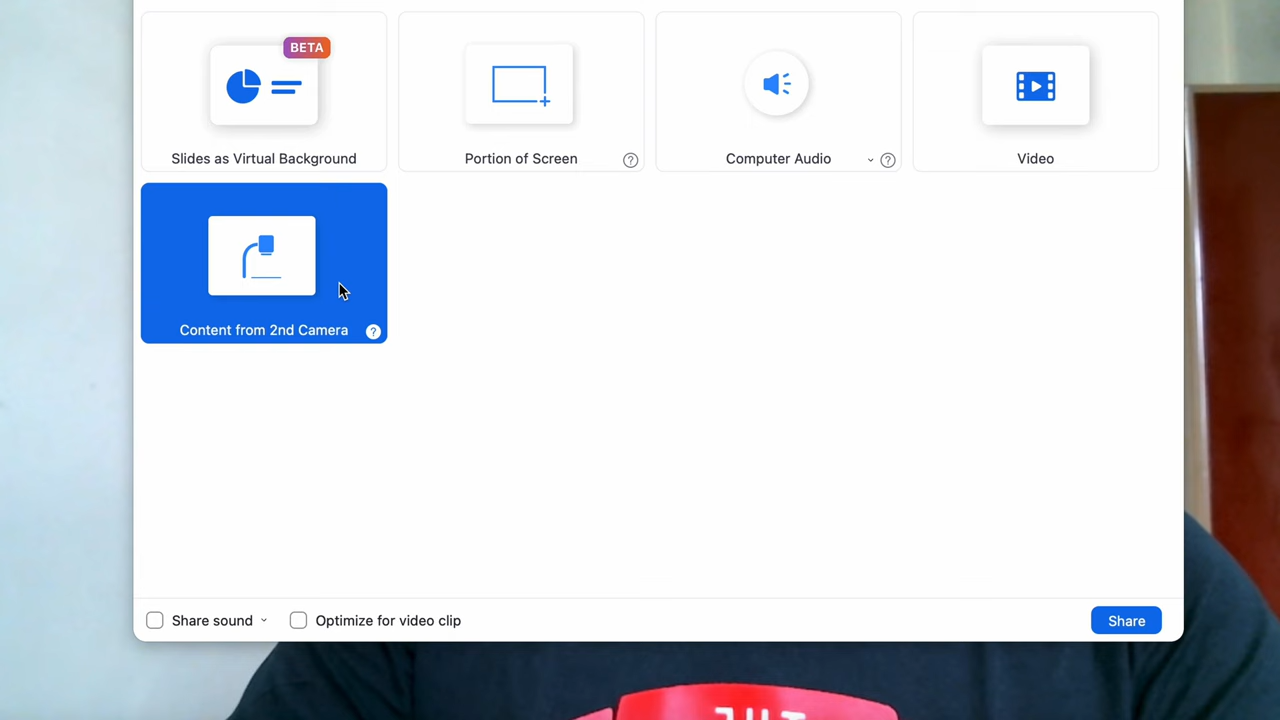 BETA
Slides as Virtual Background
Portion of Screen ?
Computer Audio ?
Video
Content from 2nd Camera ?
Share sound
Optimize for video clip
Share